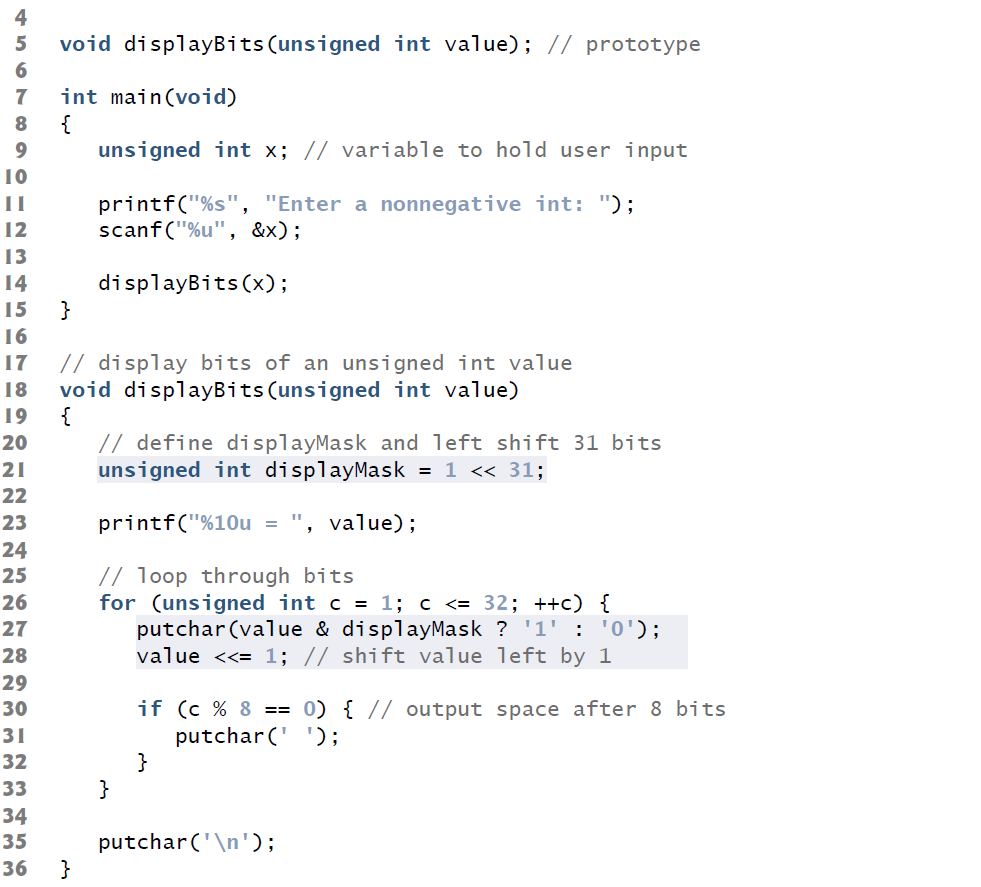 4
5 void displayBits(unsigned int value); // prototype
6
7 int main(void)
8 {
9    unsigned int x; // variable to hold user input
10
11    printf("%s", "Enter a nonnegative int: ");
12    scanf("%u", &x);
13
14    displayBits(x);
15 }
16
17 // display bits of an unsigned int value
18 void displayBits(unsigned int value)
19 {
20    // define displayMask and left shift 31 bits
21    unsigned int displayMask = 1 << 31;
22
23    printf("%10u = ", value);
24
25    // loop through bits
26    for (unsigned int c = 1; c <= 32; ++c) {
27       putchar(value & displayMask ? '1' : '0');
28       value <<= 1; // shift value left by 1
29
30       if (c % 8 == 0) { // output space after 8 bits
31          putchar(' ');
32       }
33    }
34
35    putchar('\n');
36 }